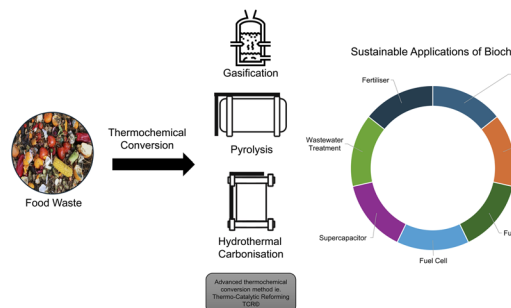 Sustainable Applications of Bioch
Gasification
Fertiliser
Thermochemical
Conversion
Wastewater
Treatment
Pyrolysis
Food Waste
Supercapacitor
Fu
Hydrothermal
Carbonisation
Fuel Cell
Advanced thermochemical
conversion method ie.
Thermo-Catalytic Reforming
TCR©